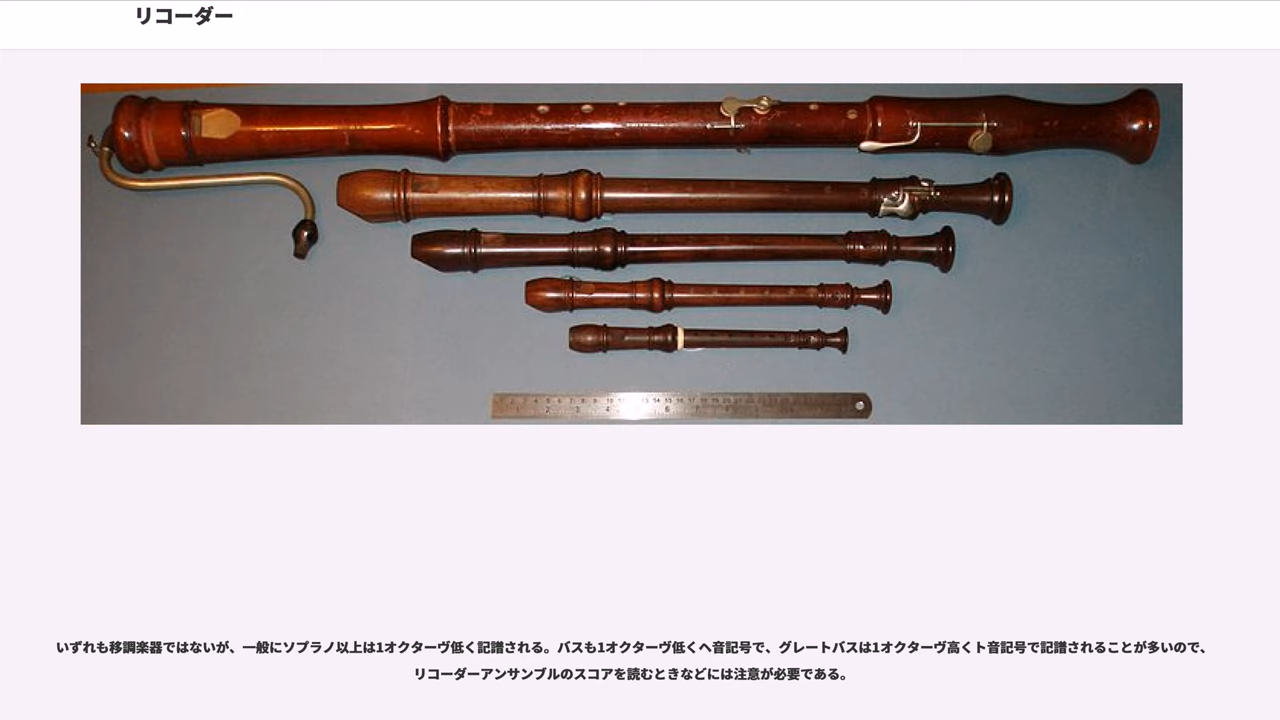 リコーダー
いずれも移調楽器ではないが、一般にソプラノ以上は1オクターヴ低く記譜される。バスも1オクターヴ低くヘ音記号で、グレートバスは1オクターヴ高くト音記号で記譜されることが多いので、
リコーダーアンサンブルのスコアを読むときなどには注意が必要である。